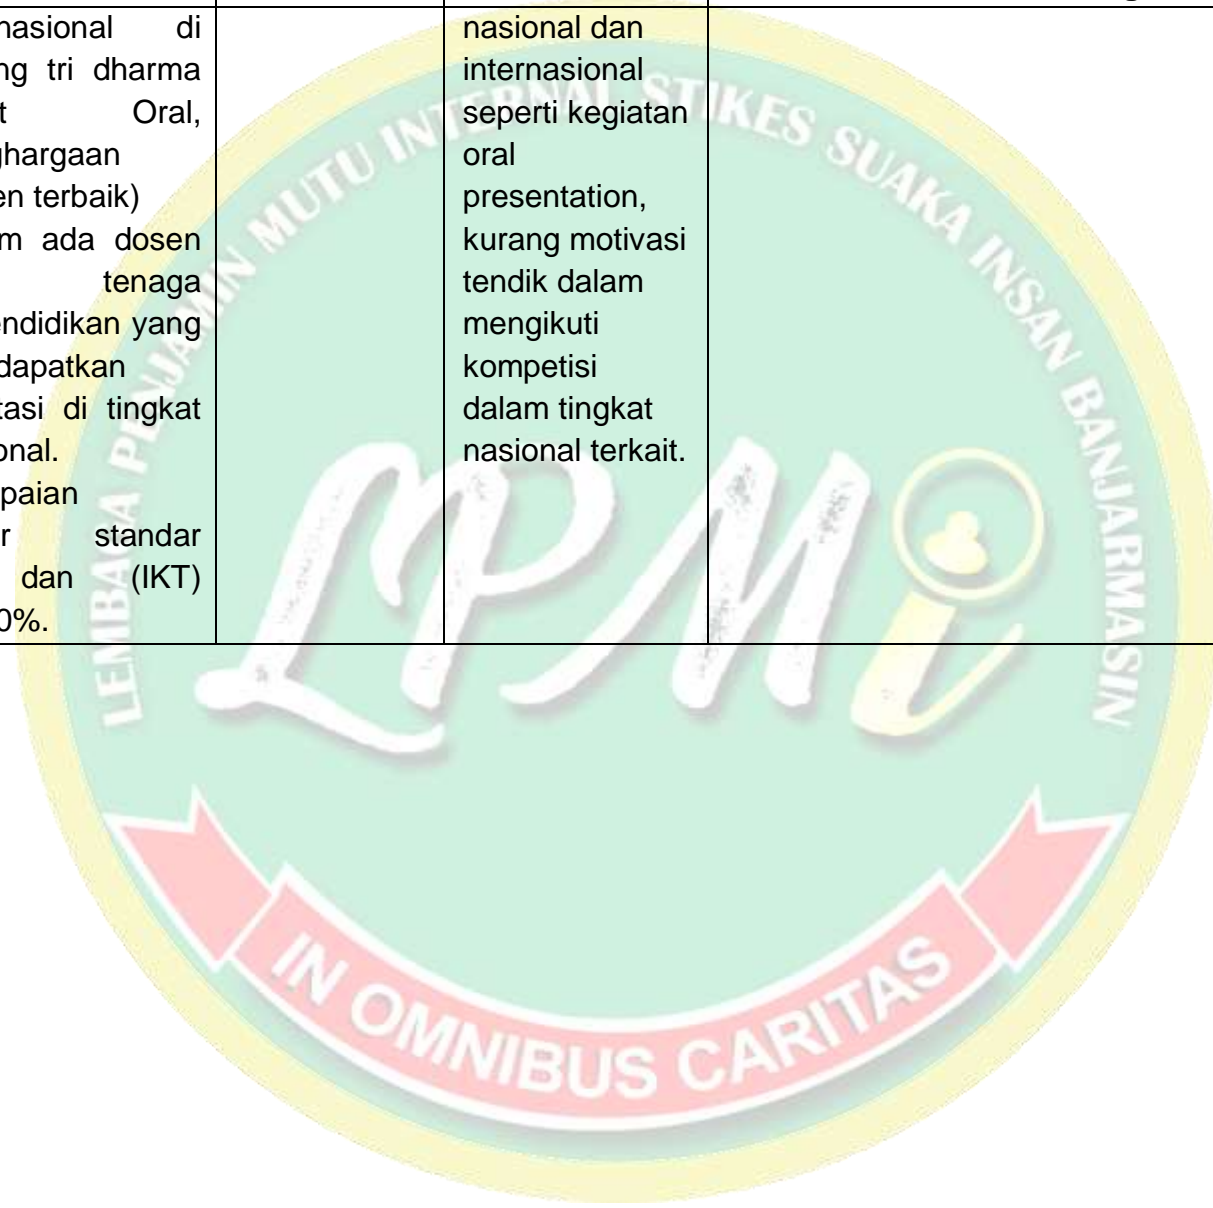 nasional di
ng tri dharma
t Oral,
ghargaan
en terbaik)
m ada dosen
tenaga
endidikan yang
dapatkan
tasi di tingkat
onal.
paian
r standar
dan (IKT)
0%.
nasional dan
internasional
seperti kegiatan
oral
presentation,
kurang motivasi
tendik dalam
mengikuti
kompetisi
dalam tingkat
nasional terkait.
LEMBAGA PENJAMIN MUTU INTERNAL STIKES SUAKA INSAN BANJARMASIN
LPMi
IN OMNIBUS CARITAS